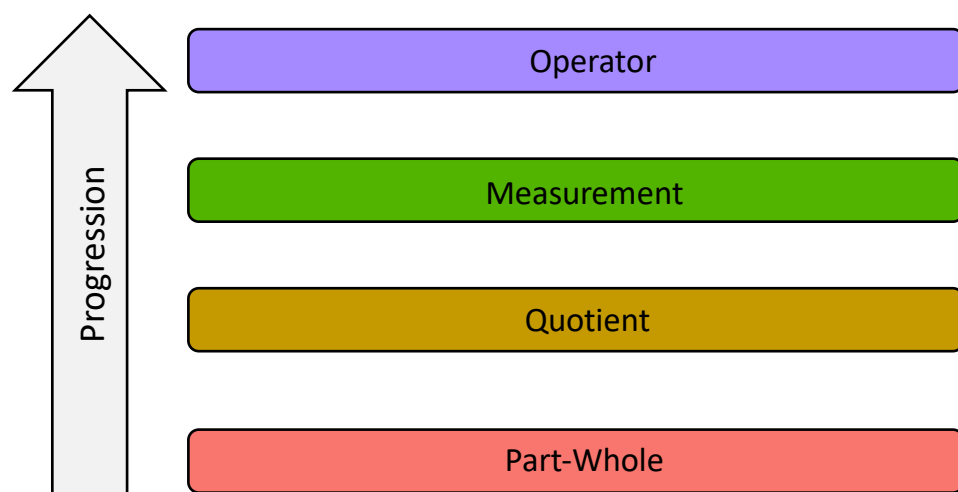 Operator
Measurement
Quotient
Part-Whole
Progression